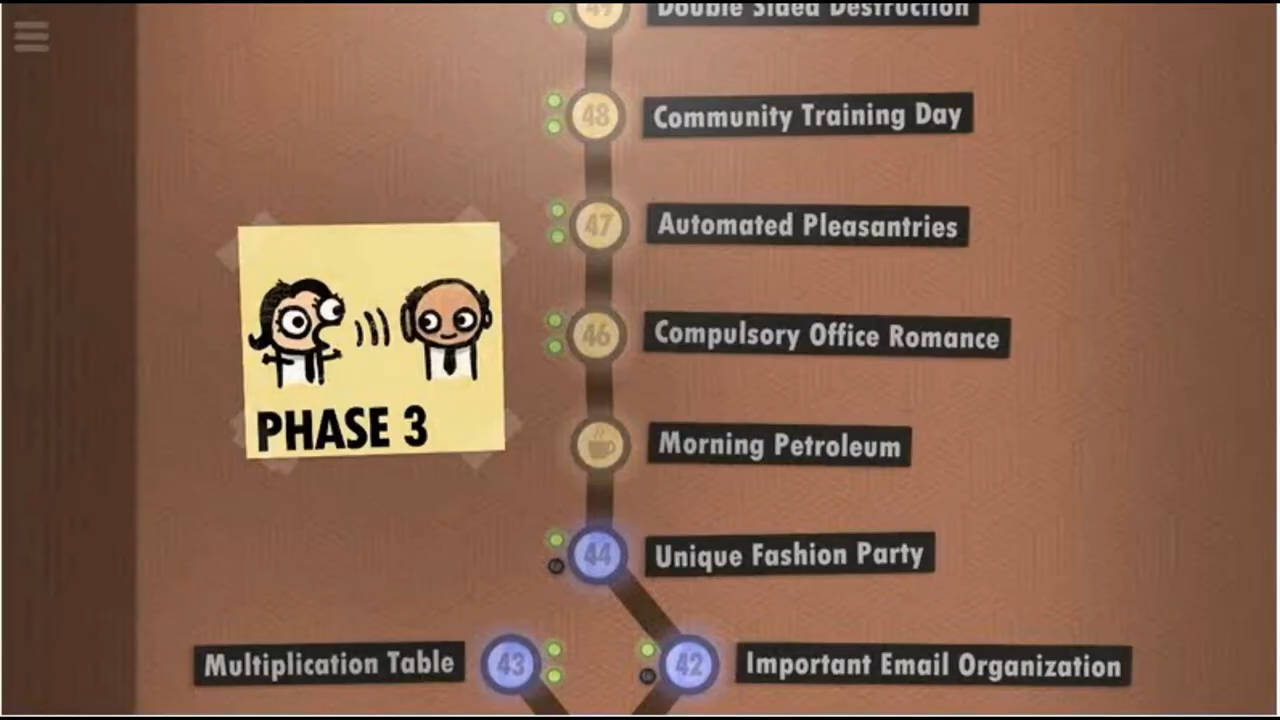 49 Double Sided Destruction
48 Community Training Day
47 Automated Pleasantries
46 Compulsory Office Romance
PHASE 3
Morning Petroleum
44 Unique Fashion Party
Multiplication Table 43
42 Important Email Organization